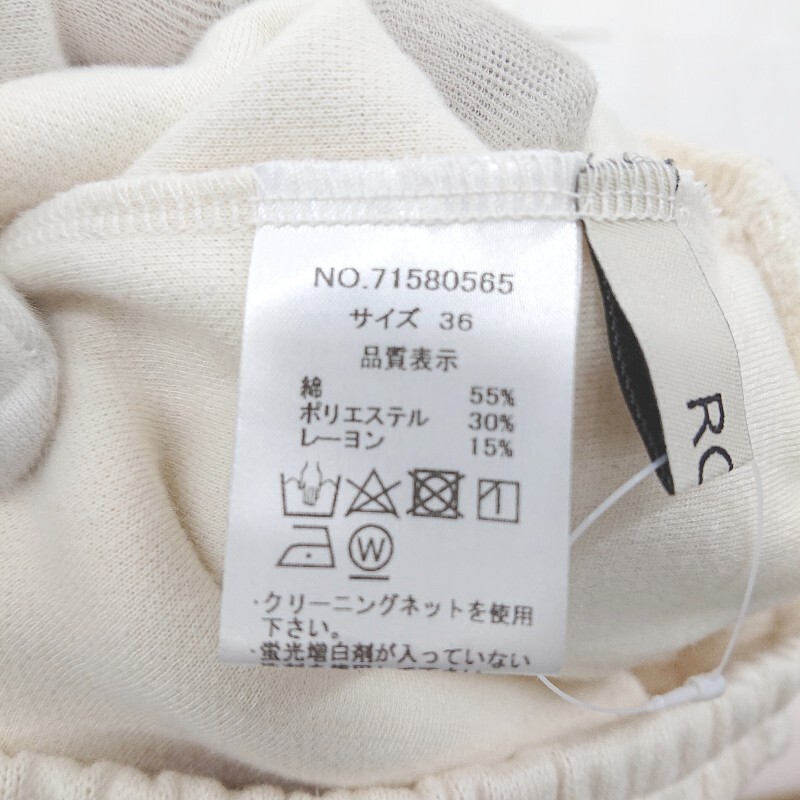 NO.71580565
サイズ 36
品質表示
綿 55%
ポリエステル 30%
レーヨン 15%
W
・クリーニングネットを使用
下さい。
・蛍光増白剤が入っていない
RO